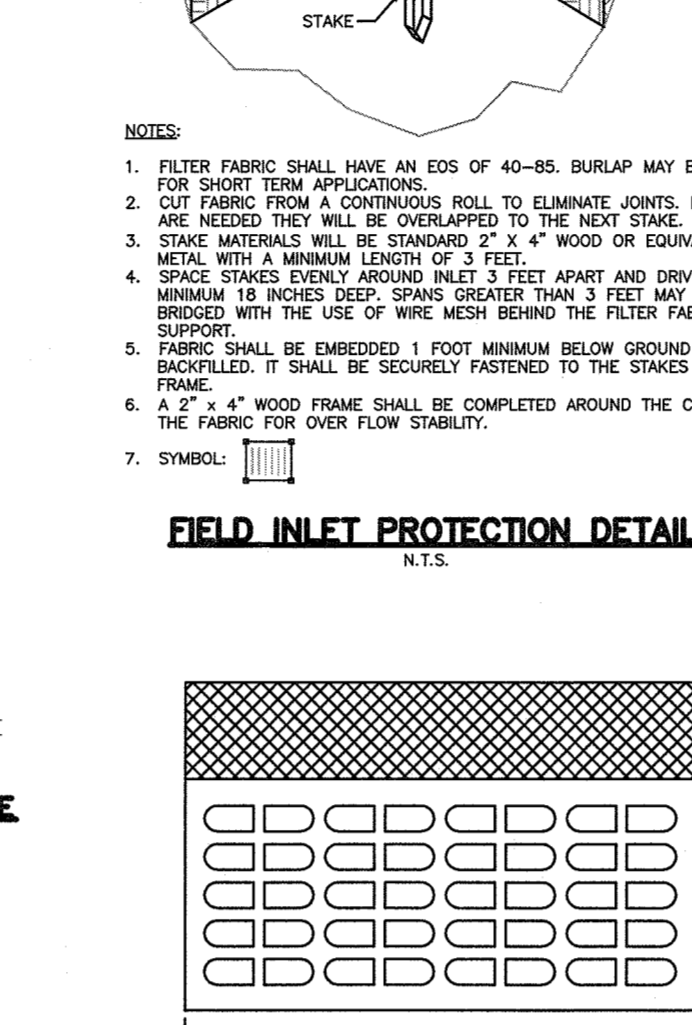 STAKE
NOTES:
1. FILTER FABRIC SHALL HAVE AN EOS OF 40–85. BURLAP MAY
FOR SHORT TERM APPLICATIONS.
2. CUT FABRIC FROM A CONTINUOUS ROLL TO ELIMINATE JOINTS.
ARE NEEDED THEY WILL BE OVERLAPPED TO THE NEXT STAKE.
3. STAKE MATERIALS WILL BE STANDARD 2" X 4" WOOD OR EQUIV
METAL WITH A MINIMUM LENGTH OF 3 FEET.
4. SPACE STAKES EVENLY AROUND INLET 3 FEET APART AND DRIV
MINIMUM 18 INCHES DEEP. SPANS GREATER THAN 3 FEET MAY
BRIDGED WITH THE USE OF WIRE MESH BEHIND THE FILTER FAB
SUPPORT.
5. FABRIC SHALL BE EMBEDDED 1 FOOT MINIMUM BELOW GROUND
BACKFILLED. IT SHALL BE SECURELY FASTENED TO THE STAKES
FRAME.
6. A 2" x 4" WOOD FRAME SHALL BE COMPLETED AROUND THE C
THE FABRIC FOR OVER FLOW STABILITY.
7. SYMBOL:
FIELD INLET PROTECTION DETAIL
N.T.S.
E